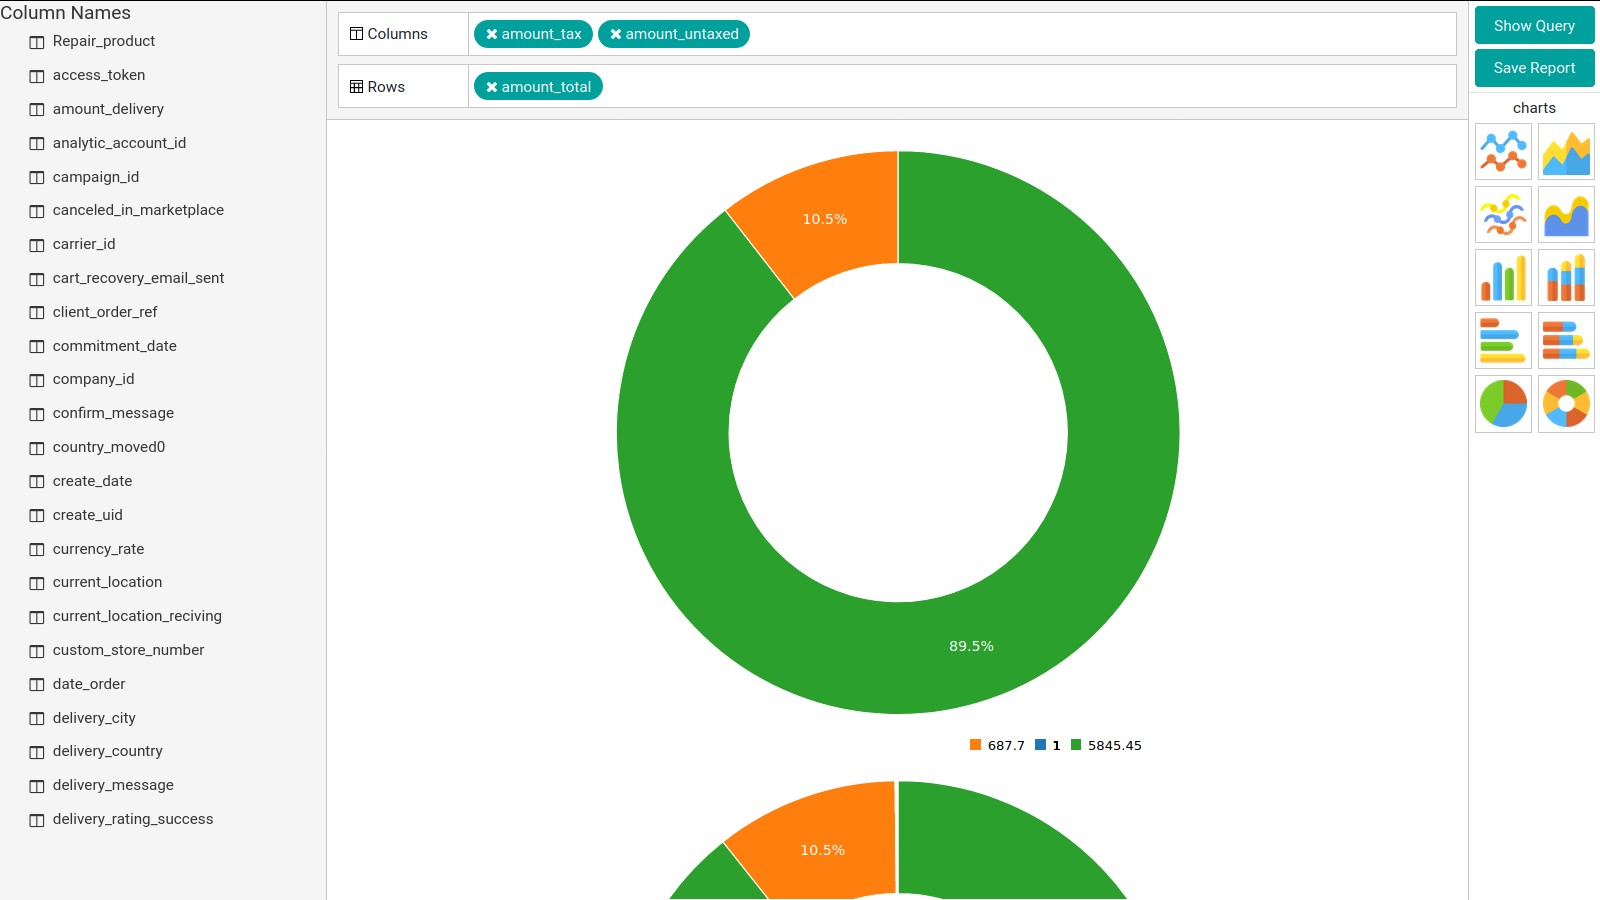 Column Names
Repair_product
access_token
amount_delivery
analytic_account_id
campaign_id
canceled_in_marketplace
carrier_id
cart_recovery_email_sent
client_order_ref
commitment_date
company_id
confirm_message
country_moved0
create_date
create_uid
currency_rate
current_location
current_location_reciving
custom_store_number
date_order
delivery_city
delivery_country
delivery_message
delivery_rating_success
Columns amount_tax amount_untaxed
Rows amount_total
10.5%
89.5%
687.7 1 5845.45
10.5%
Show Query
Save Report
charts